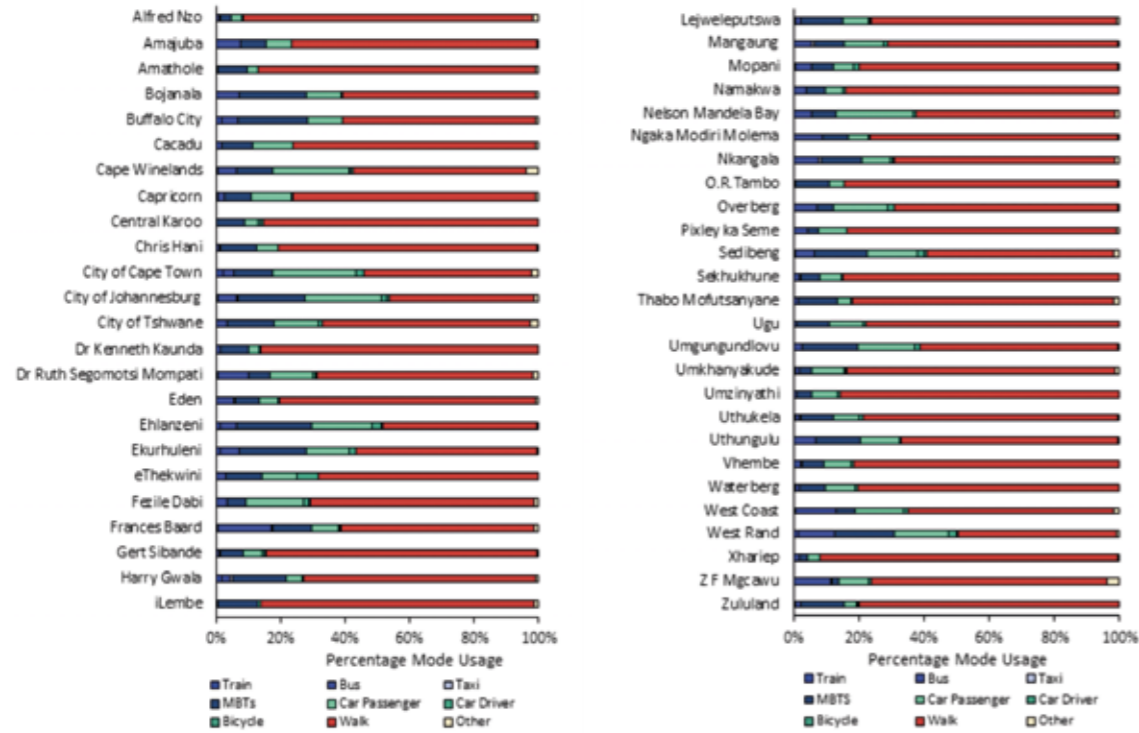 Alfred Nzo
Amajuba
Amathole
Bojanala
Buffalo City
Cacadu
Cape Winelands
Capricorn
Central Karoo
Chris Hani
City of Cape Town
City of Johannesburg
City of Tshwane
Dr Kenneth Kaunda
Dr Ruth Segomotsi Mompati
Eden
Ehlanzeni
Ekurhuleni
eThekwini
Fezile Dabi
Frances Baard
Gert Sibande
Harry Gwala
iLembe
0% 20% 40% 60% 80% 100%
Percentage Mode Usage
Train Bus Taxi
MBTs Car Passenger Car Driver
Bicycle Walk Other
Lejweleputswa
Mangaung
Mopani
Namakwa
Nelson Mandela Bay
Ngaka Modiri Molema
Nkangala
O.R.Tambo
Overberg
Pixley ka Seme
Sedibeng
Sekhukhune
Thabo Mofutsanyane
Ugu
Umgungundlovu
Umkhanyakude
Umzinyathi
Uthukela
Uthungulu
Vhembe
Waterberg
West Coast
West Rand
Xhariep
Z F Mgcawu
Zululand
0% 20% 40% 60% 80% 100%
Percentage Mode Usage
Train Bus Taxi
MBTS Car Passenger Car Driver
Bicycle Walk Other